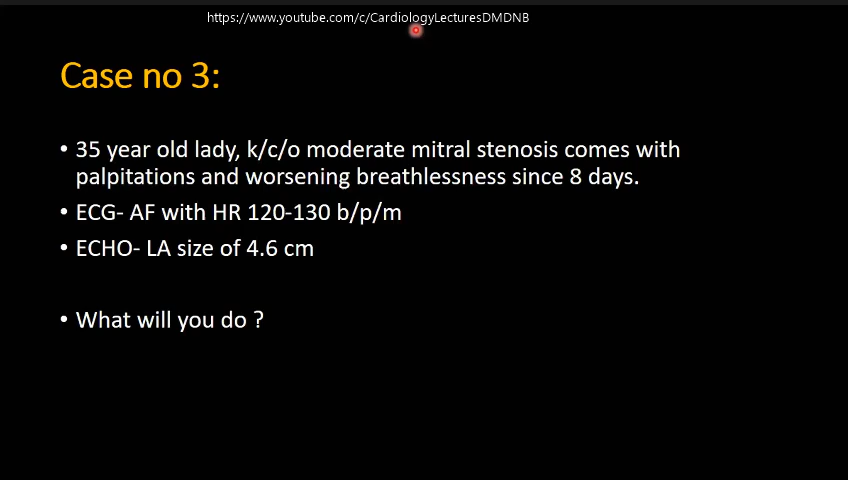 https://www.youtube.com/c/CardiologyLecturesDMDNB
Case no 3:
• 35 year old lady, k/c/o moderate mitral stenosis comes with
palpitations and worsening breathlessness since 8 days.
• ECG- AF with HR 120-130 b/p/m
• ECHO- LA size of 4.6 cm
• What will you do ?